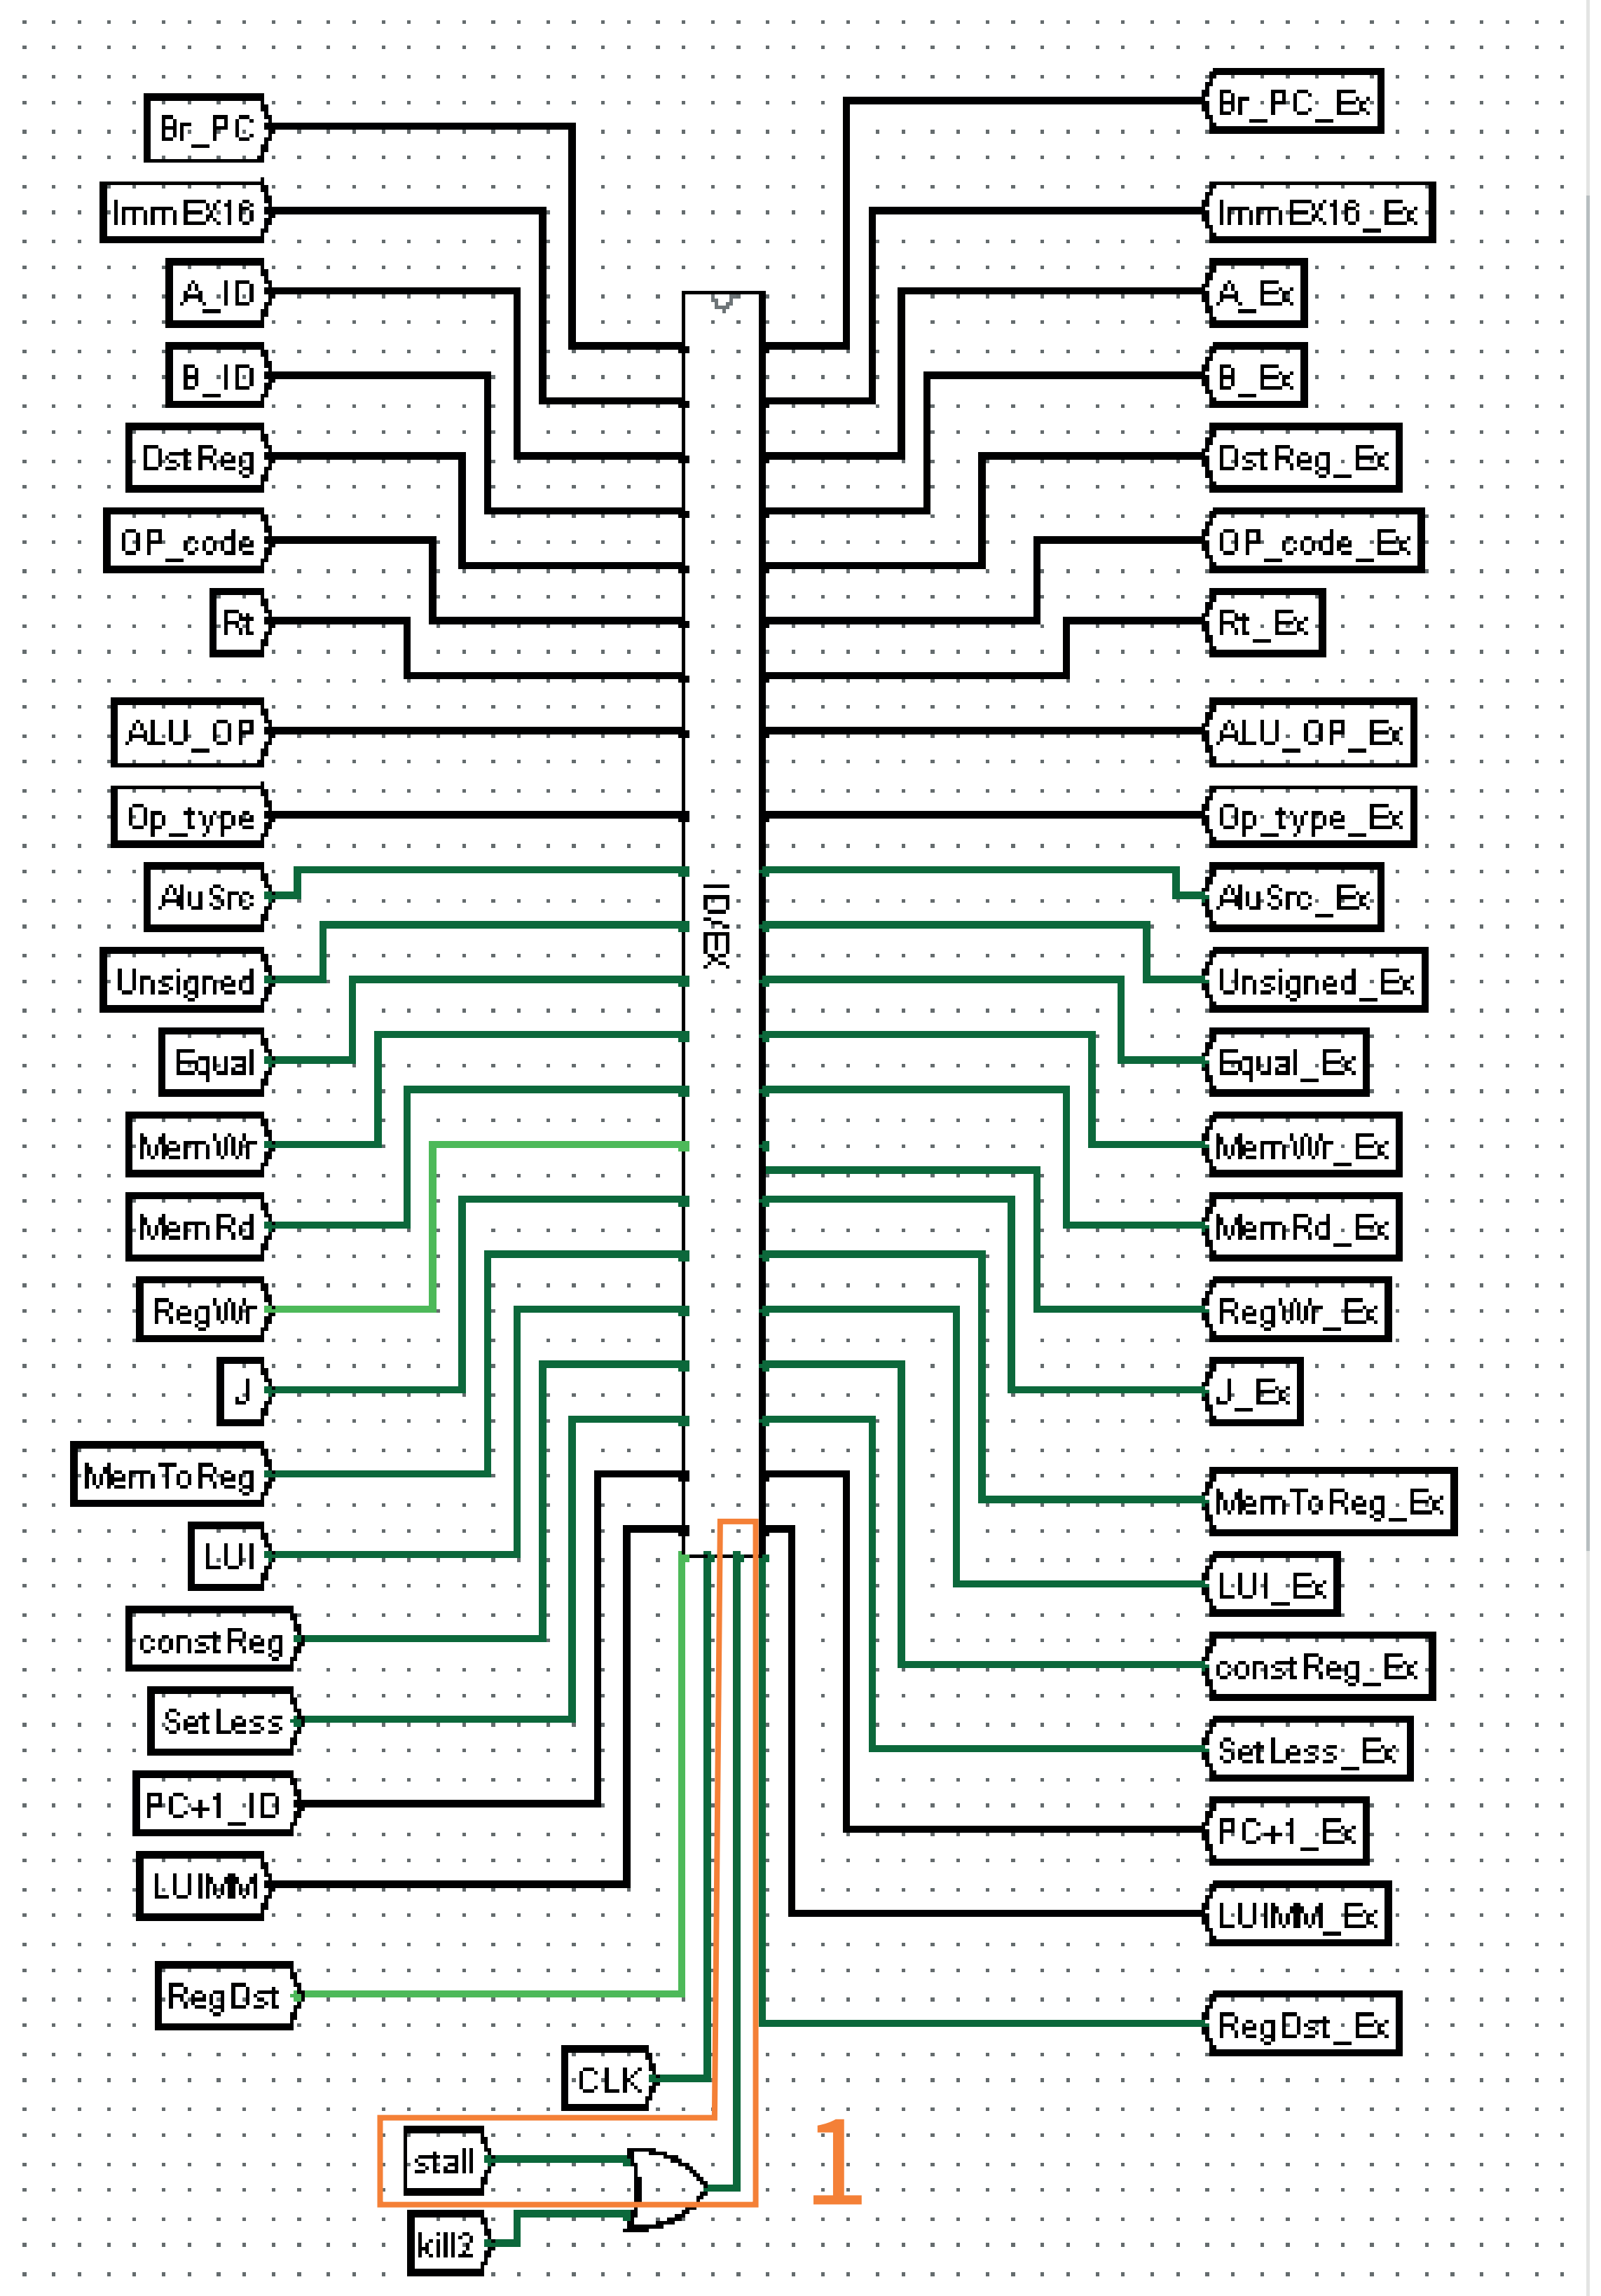 Br_PC
ImmEX16
A_ID
B_ID
DstReg
OP_code
Rt
ALU_OP
Op_type
AluSrc
Unsigned
Equal
MemWr
MemRd
RegWr
J
MemToReg
LUI
constReg
SetLess
PC+1_ID
LUIMM
RegDst
CLK
stall
kill2
ID/EX
1
Br_PC_Ex
ImmEX16_Ex
A_Ex
B_Ex
DstReg_Ex
OP_code_Ex
Rt_Ex
ALU_OP_Ex
Op_type_Ex
AluSrc_Ex
Unsigned_Ex
Equal_Ex
MemWr_Ex
MemRd_Ex
RegWr_Ex
J_Ex
MemToReg_Ex
LUI_Ex
constReg_Ex
SetLess_Ex
PC+1_Ex
LUIMM_Ex
RegDst_Ex